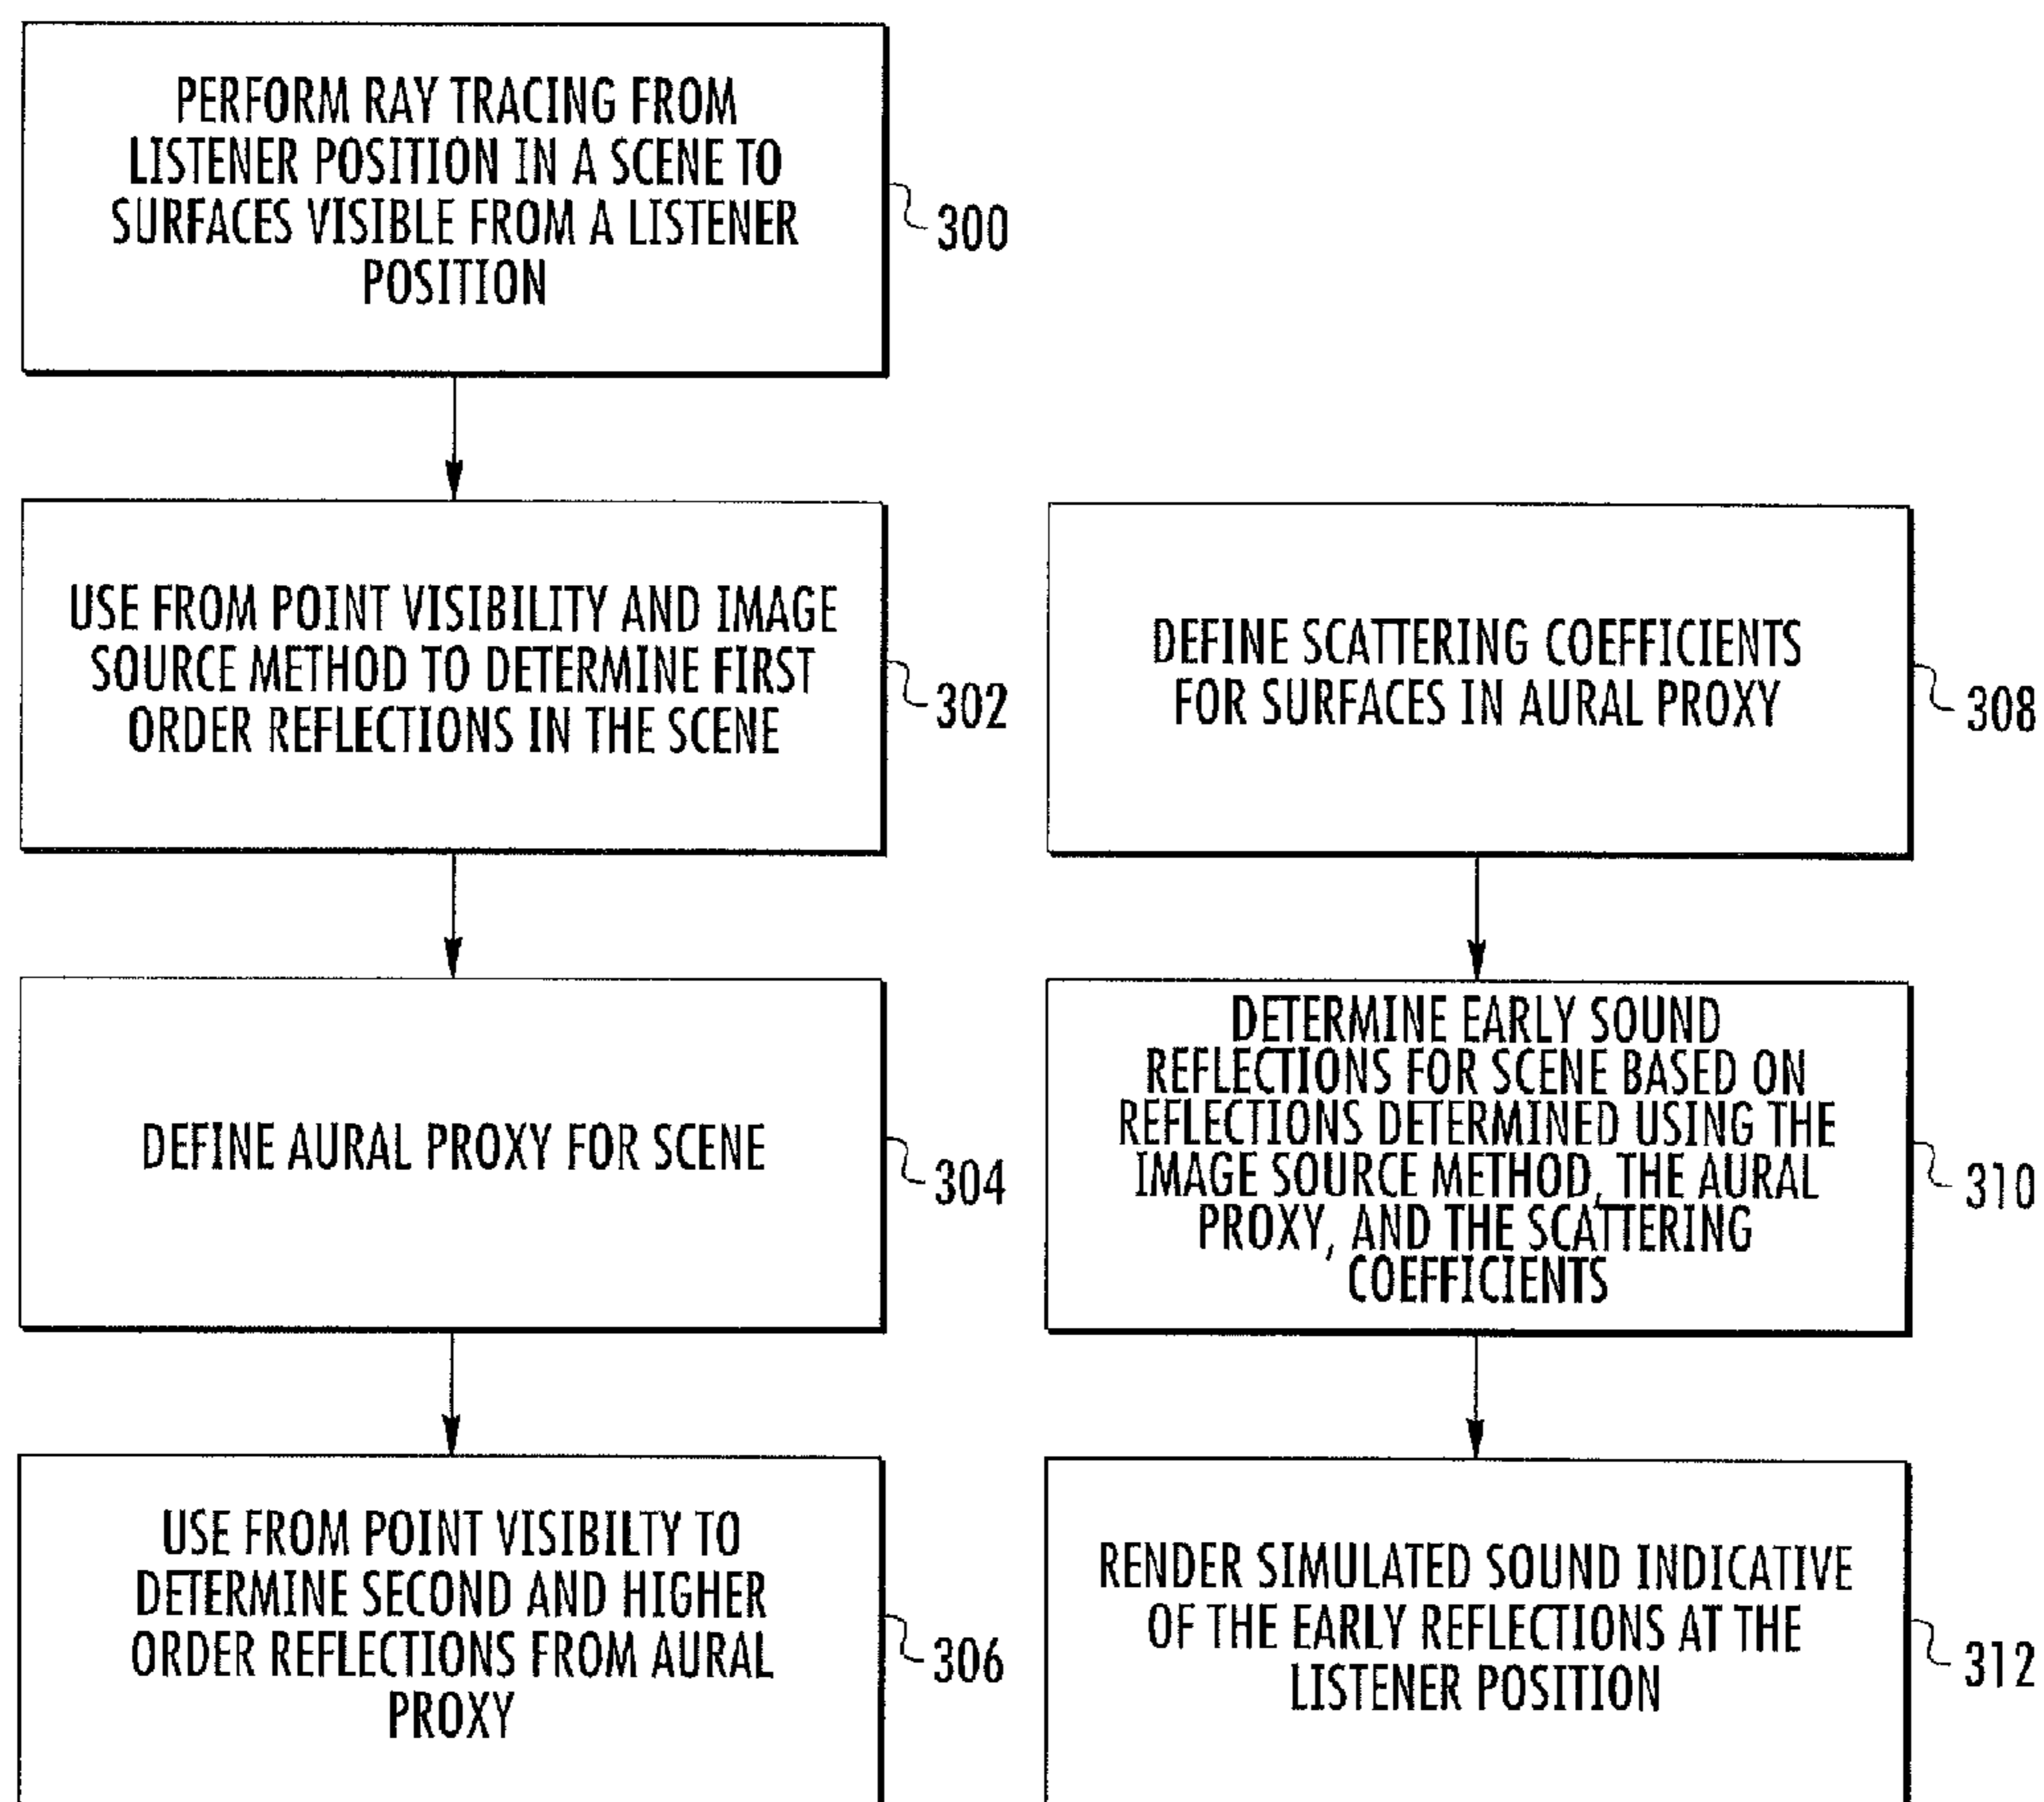 PERFORM RAY TRACING FROM
LISTENER POSITION IN A SCENE TO
SURFACES VISIBLE FROM A LISTENER
POSITION
300
USE FROM POINT VISIBILITY AND IMAGE
SOURCE METHOD TO DETERMINE FIRST
ORDER REFLECTIONS IN THE SCENE
302
DEFINE AURAL PROXY FOR SCENE
304
USE FROM POINT VISIBILTY TO
DETERMINE SECOND AND HIGHER
ORDER REFLECTIONS FROM AURAL
PROXY
306
DEFINE SCATTERING COEFFICIENTS
FOR SURFACES IN AURAL PROXY
308
DETERMINE EARLY SOUND
REFLECTIONS FOR SCENE BASED ON
REFLECTIONS DETERMINED USING THE
IMAGE SOURCE METHOD, THE AURAL
PROXY, AND THE SCATTERING
COEFFICIENTS
310
RENDER SIMULATED SOUND INDICATIVE
OF THE EARLY REFLECTIONS AT THE
LISTENER POSITION
312